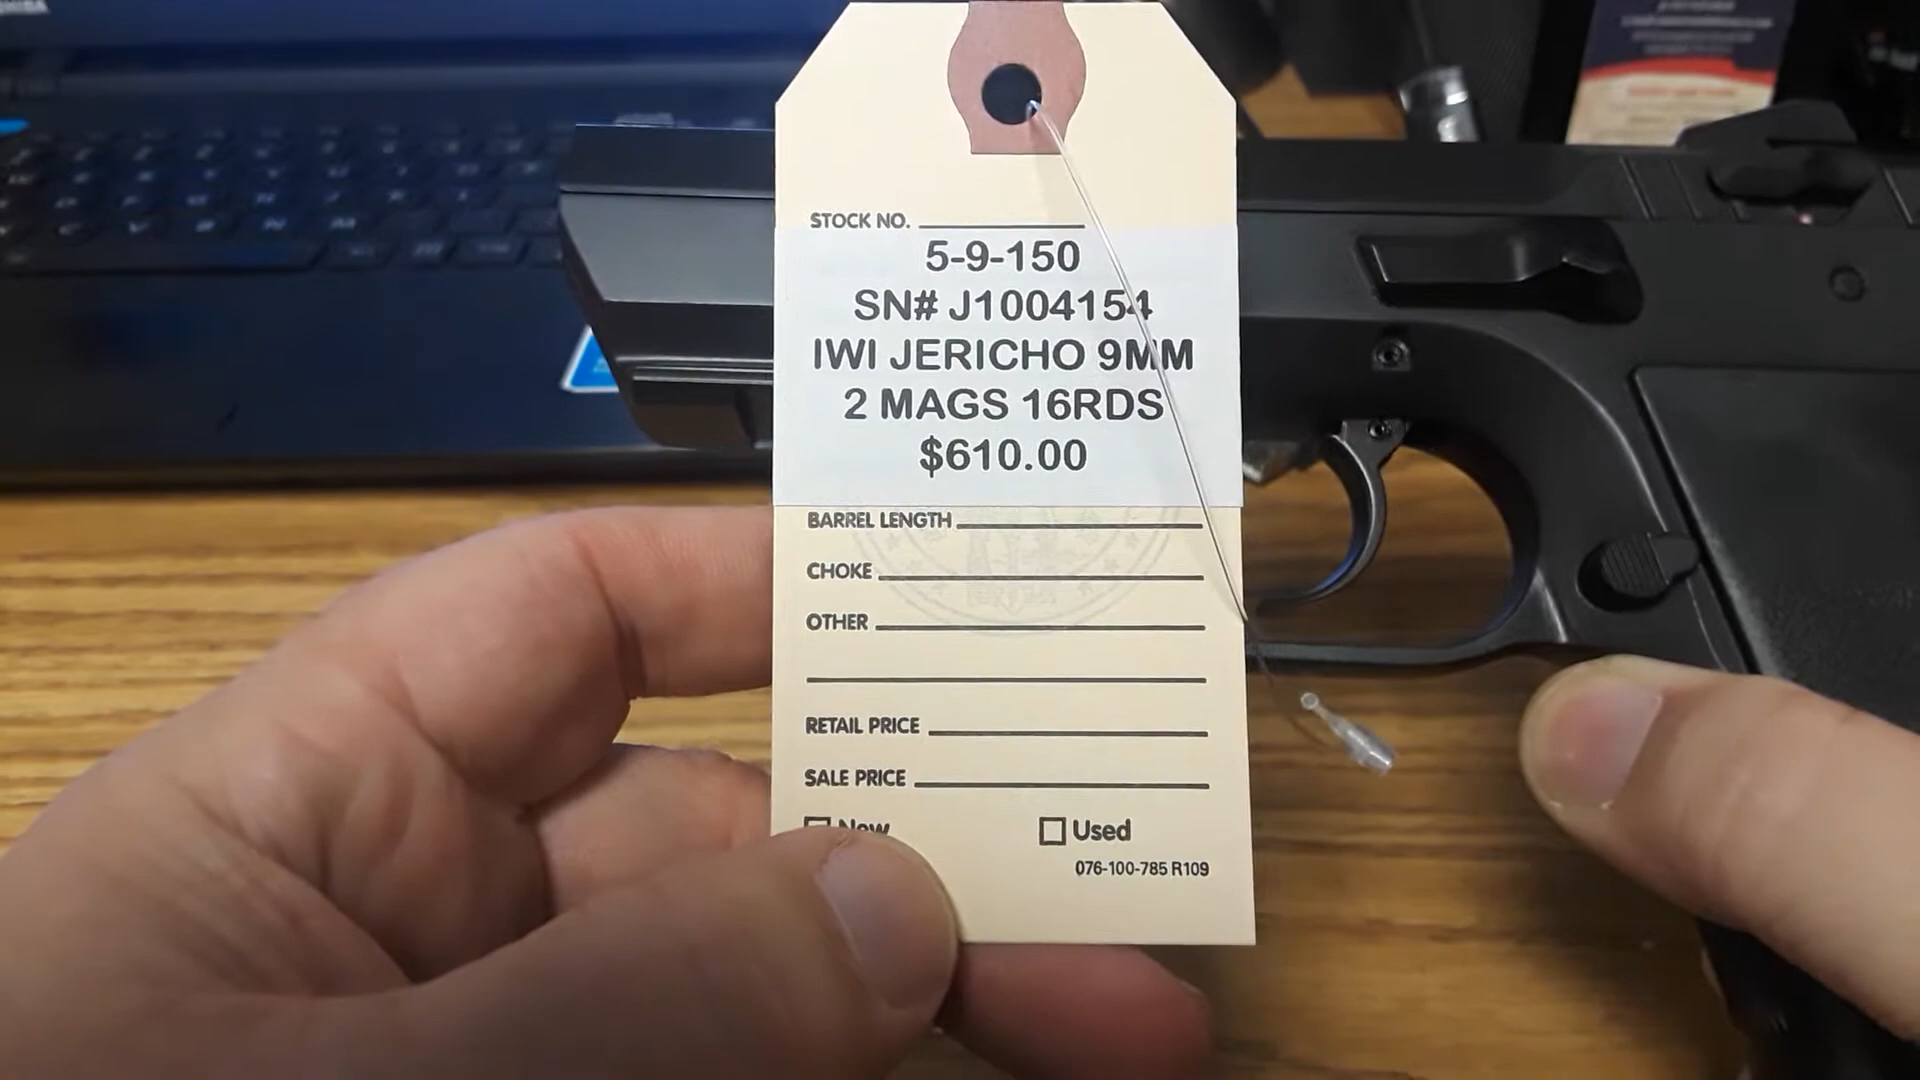 STOCK NO.
5-9-150
SN# J1004154
IWI JERICHO 9MM
2 MAGS 16RDS
$610.00
BARREL LENGTH
CHOKE
OTHER
RETAIL PRICE
SALE PRICE
New
Used
076-100-785 R109